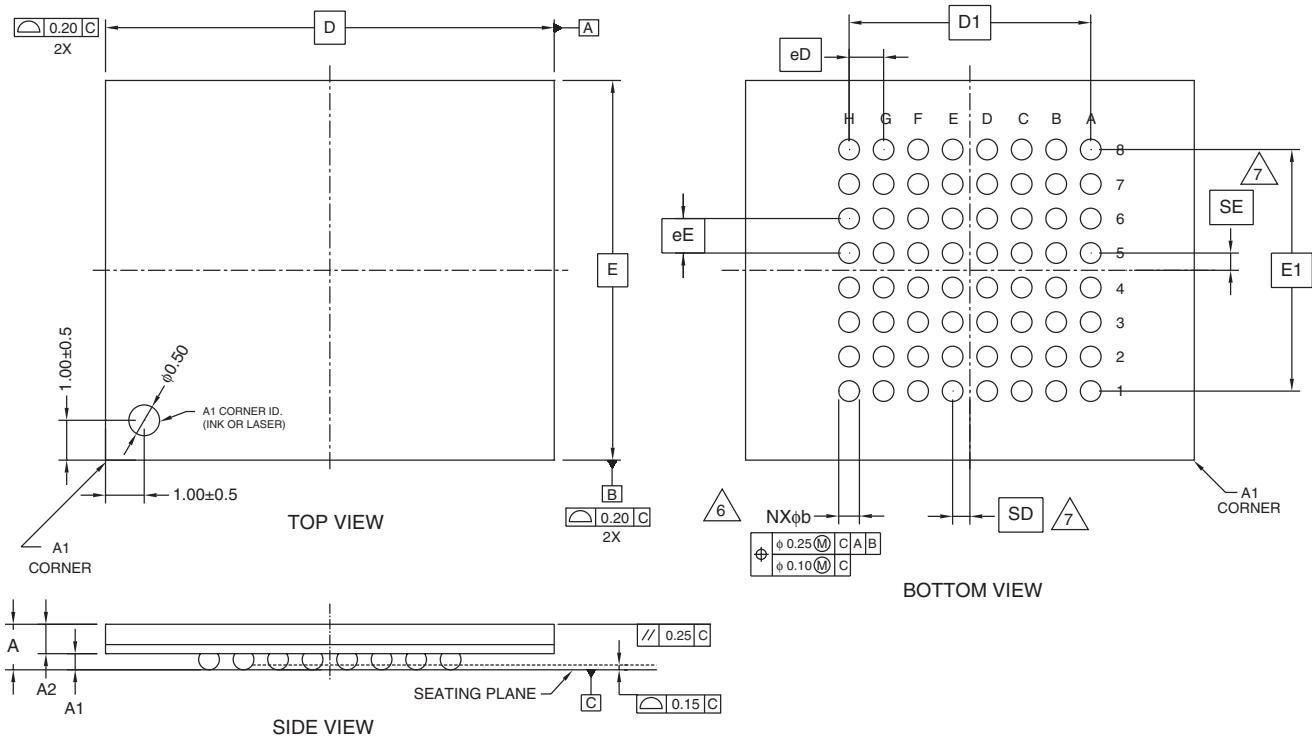 ⌓ 0.20 C
2X
D
A
E
1.00±0.5
ϕ0.50
A1 CORNER ID.
(INK OR LASER)
1.00±0.5
B
⌓ 0.20 C
2X
TOP VIEW
A1
CORNER
D1
eD
H G F E D C B A
8
7
6
5
4
3
2
1
7
SE
eE
E1
6
NXϕb
⌖ ϕ 0.25 Ⓜ C A B
ϕ 0.10 Ⓜ C
SD
7
A1
CORNER
BOTTOM VIEW
A
A2
A1
// 0.25 C
SEATING PLANE
C
⌓ 0.15 C
SIDE VIEW